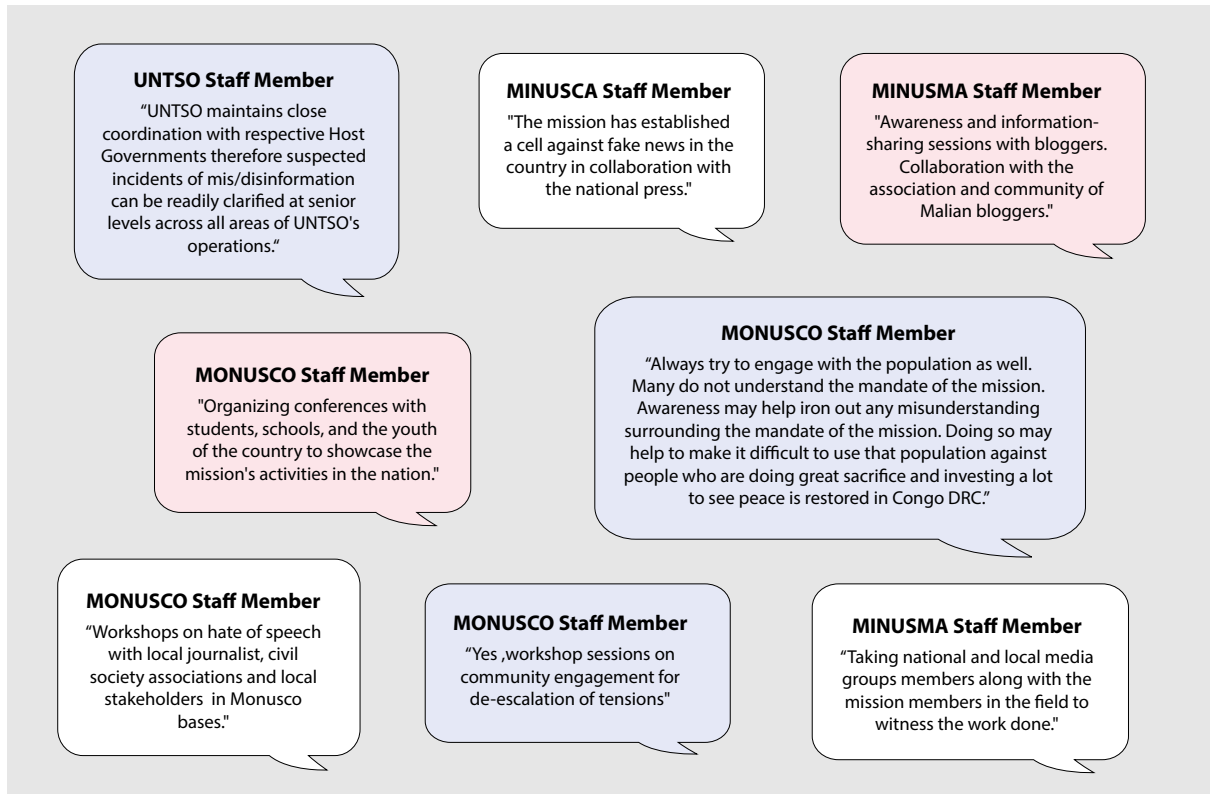 UNTSO Staff Member
“UNTSO maintains close
coordination with respective Host
Governments therefore suspected
incidents of mis/disinformation
can be readily clarified at senior
levels across all areas of UNTSO's
operations.“
MINUSCA Staff Member
"The mission has established
a cell against fake news in the
country in collaboration with
the national press."
MINUSMA Staff Member
"Awareness and information-
sharing sessions with bloggers.
Collaboration with the
association and community of
Malian bloggers."
MONUSCO Staff Member
"Organizing conferences with
students, schools, and the youth
of the country to showcase the
mission's activities in the nation."
MONUSCO Staff Member
“Always try to engage with the population as well.
Many do not understand the mandate of the mission.
Awareness may help iron out any misunderstanding
surrounding the mandate of the mission. Doing so may
help to make it difficult to use that population against
people who are doing great sacrifice and investing a lot
to see peace is restored in Congo DRC.”
MONUSCO Staff Member
“Workshops on hate of speech
with local journalist, civil
society associations and local
stakeholders  in Monusco
bases."
MONUSCO Staff Member
“Yes ,workshop sessions on
community engagement for
de-escalation of tensions"
MINUSMA Staff Member
“Taking national and local media
groups members along with the
mission members in the field to
witness the work done."